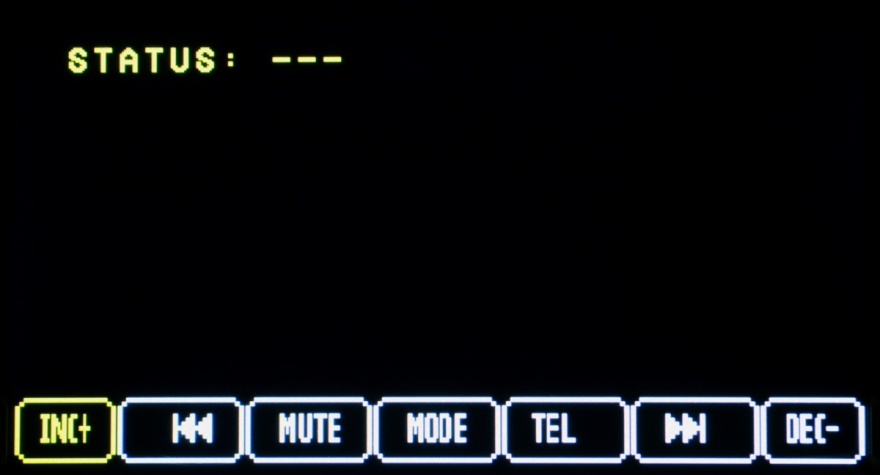 STATUS: ---
INC+ MUTE MODE TEL DEC-